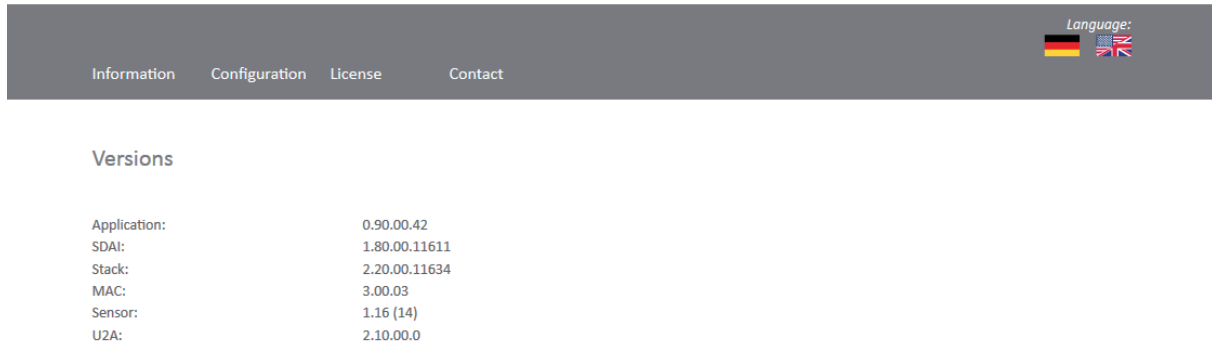 Language:
Information Configuration License Contact
Versions
Application: 0.90.00.42
SDAI: 1.80.00.11611
Stack: 2.20.00.11634
MAC: 3.00.03
Sensor: 1.16 (14)
U2A: 2.10.00.0